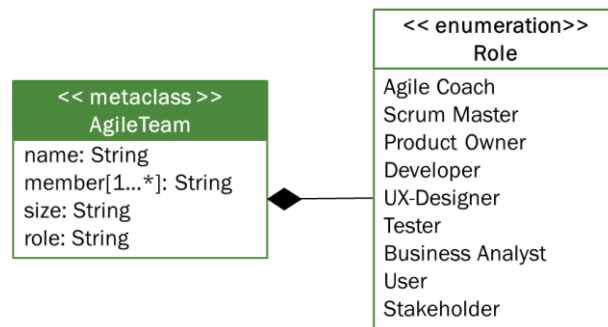 << metaclass >>
AgileTeam
name: String
member[1...*]: String
size: String
role: String
<< enumeration>>
Role
Agile Coach
Scrum Master
Product Owner
Developer
UX-Designer
Tester
Business Analyst
User
Stakeholder